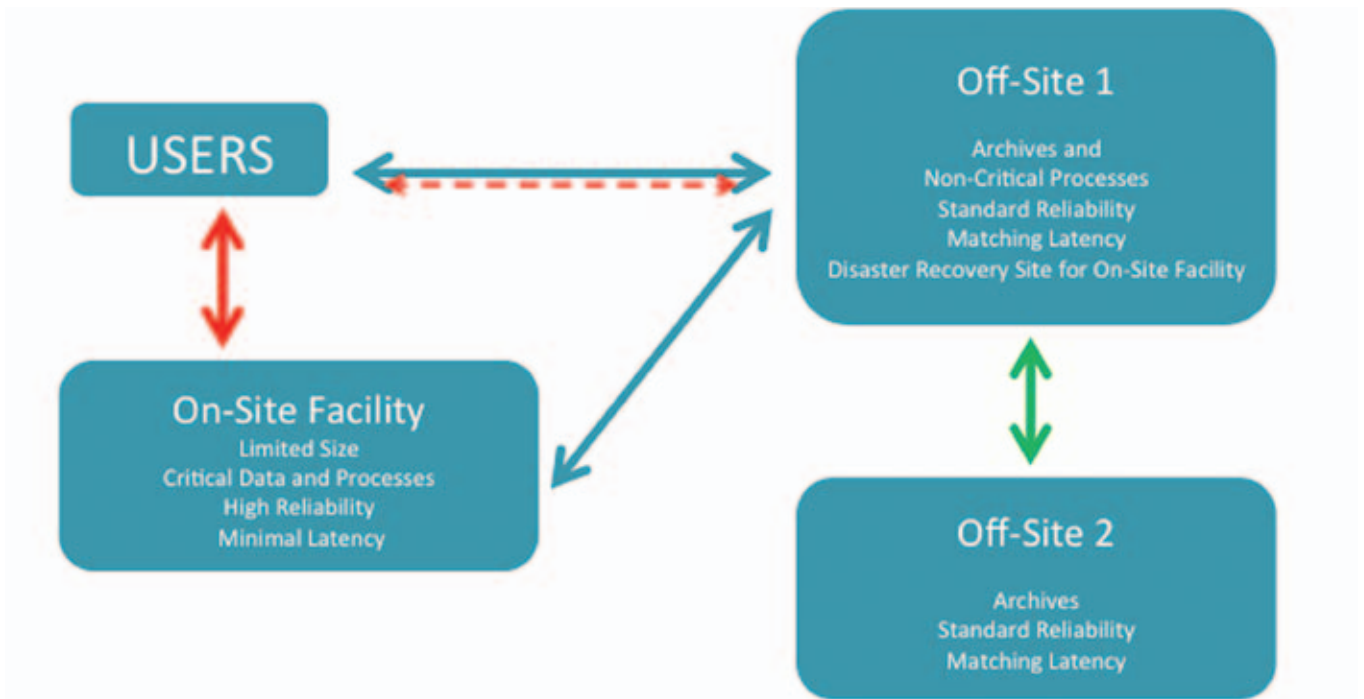 USERS
Off-Site 1
Archives and
Non-Critical Processes
Standard Reliability
Matching Latency
Disaster Recovery Site for On-Site Facility
On-Site Facility
Limited Size
Critical Data and Processes
High Reliability
Minimal Latency
Off-Site 2
Archives
Standard Reliability
Matching Latency